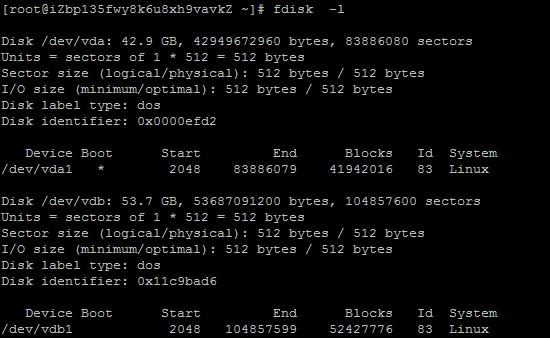 [root@iZbp135fwy8k6u8xh9vavkZ ~]# fdisk -l
Disk /dev/vda: 42.9 GB, 42949672960 bytes, 83886080 sectors
Units = sectors of 1 * 512 = 512 bytes
Sector size (logical/physical): 512 bytes / 512 bytes
I/O size (minimum/optimal): 512 bytes / 512 bytes
Disk label type: dos
Disk identifier: 0x0000efd2
Device Boot Start End Blocks Id System
/dev/vda1 * 2048 83886079 41942016 83 Linux
Disk /dev/vdb: 53.7 GB, 53687091200 bytes, 104857600 sectors
Units = sectors of 1 * 512 = 512 bytes
Sector size (logical/physical): 512 bytes / 512 bytes
I/O size (minimum/optimal): 512 bytes / 512 bytes
Disk label type: dos
Disk identifier: 0x11c9bad6
Device Boot Start End Blocks Id System
/dev/vdb1 2048 104857599 52427776 83 Linux